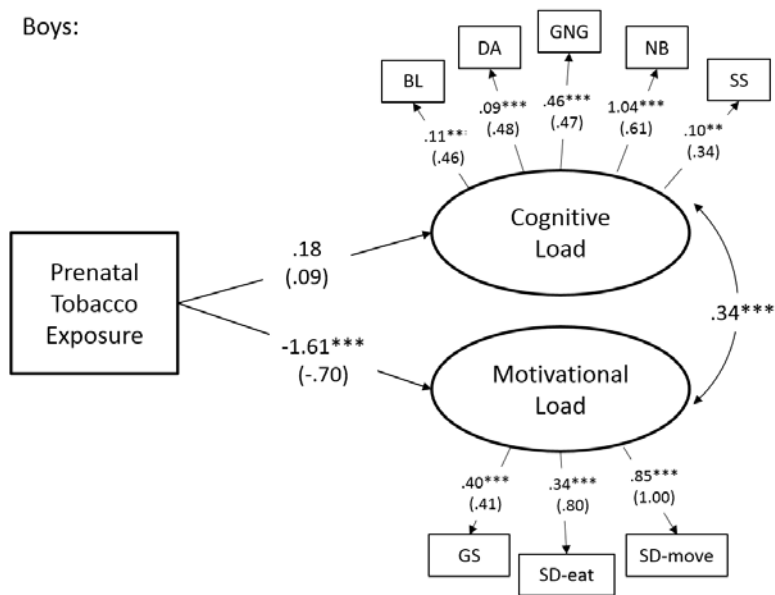 Boys:
GNG
DA
NB
BL
SS
.46***
(.47)
.09***
(.48)
1.04***
(.61)
.11**
(.46)
.10**
(.34)
Cognitive
Load
Prenatal
Tobacco
Exposure
.18
(.09)
.34***
-1.61***
(-.70)
Motivational
Load
.40***
(.41)
.34***
(.80)
.85***
(1.00)
GS
SD-eat
SD-move